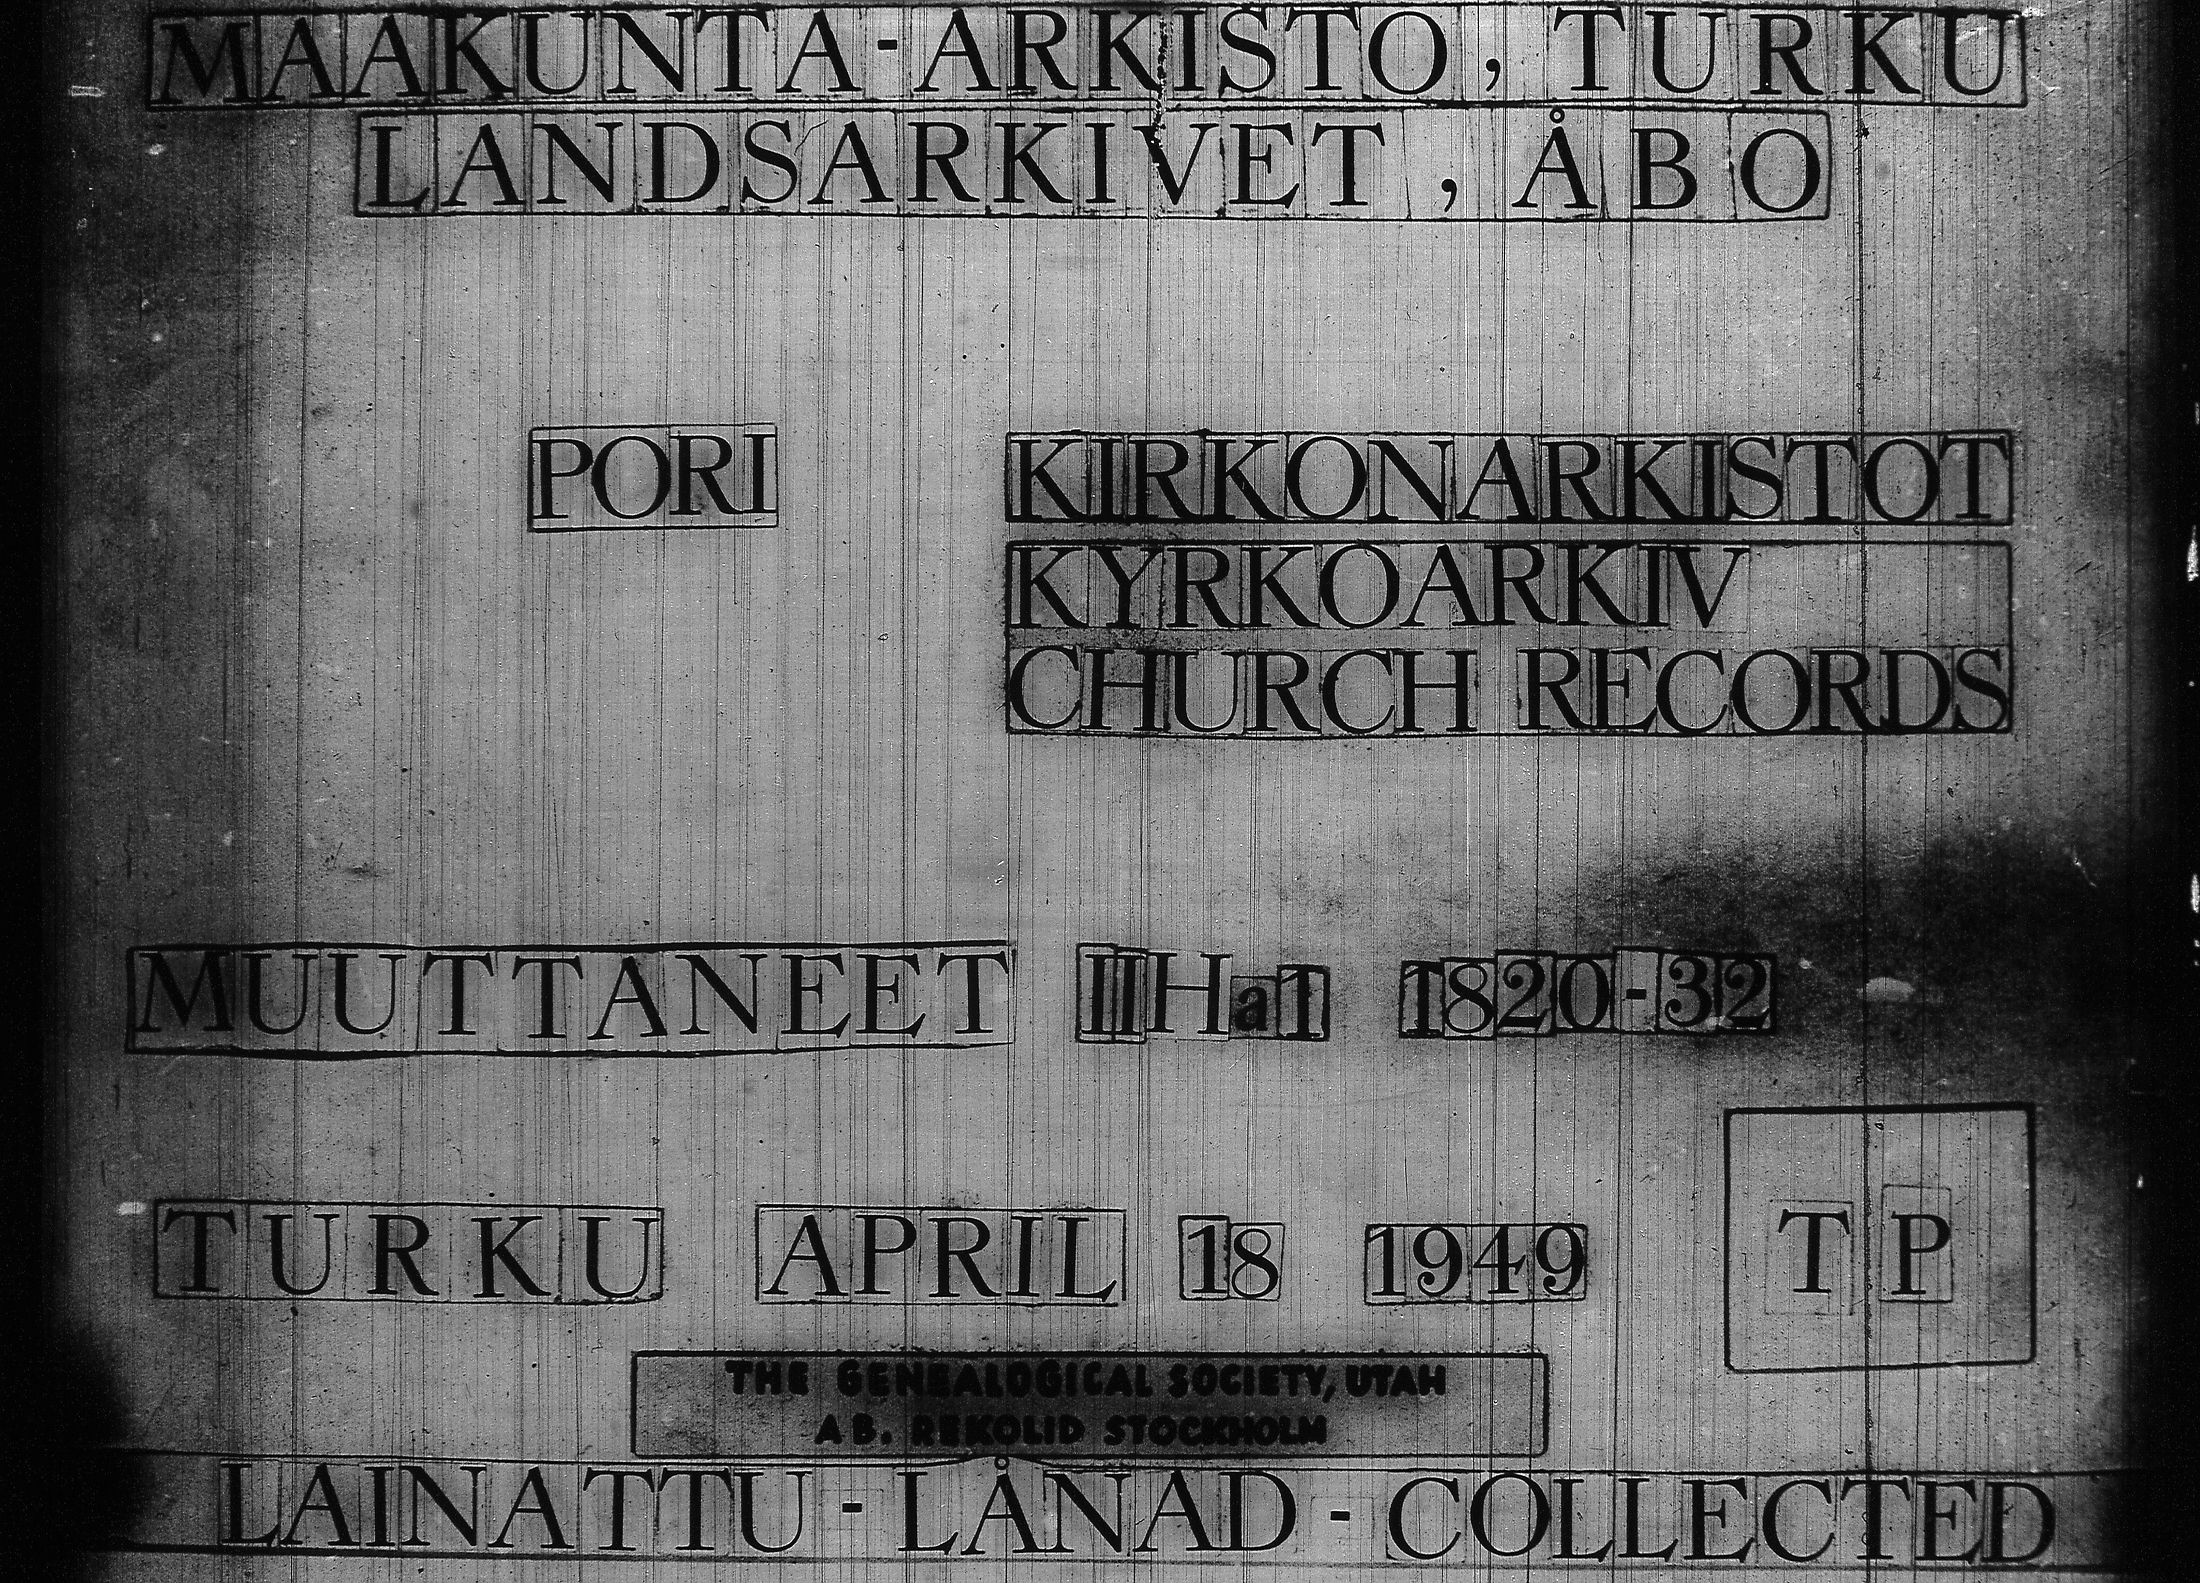 MAAKUNTA-ARKISTO, TURKU
LANDSARKIVET, ÅBO
PORI
KIRKONARKISTOT
KYRKOARKIV
CHURCH RECORDS
MUUTTANEET IIHa1 1820-32
TURKU APRIL 18 1949
TP
THE GENEALOGICAL SOCIETY, UTAH
AB. REKOLID STOCKHOLM
LAINATTU - LÅNAD - COLLECTED